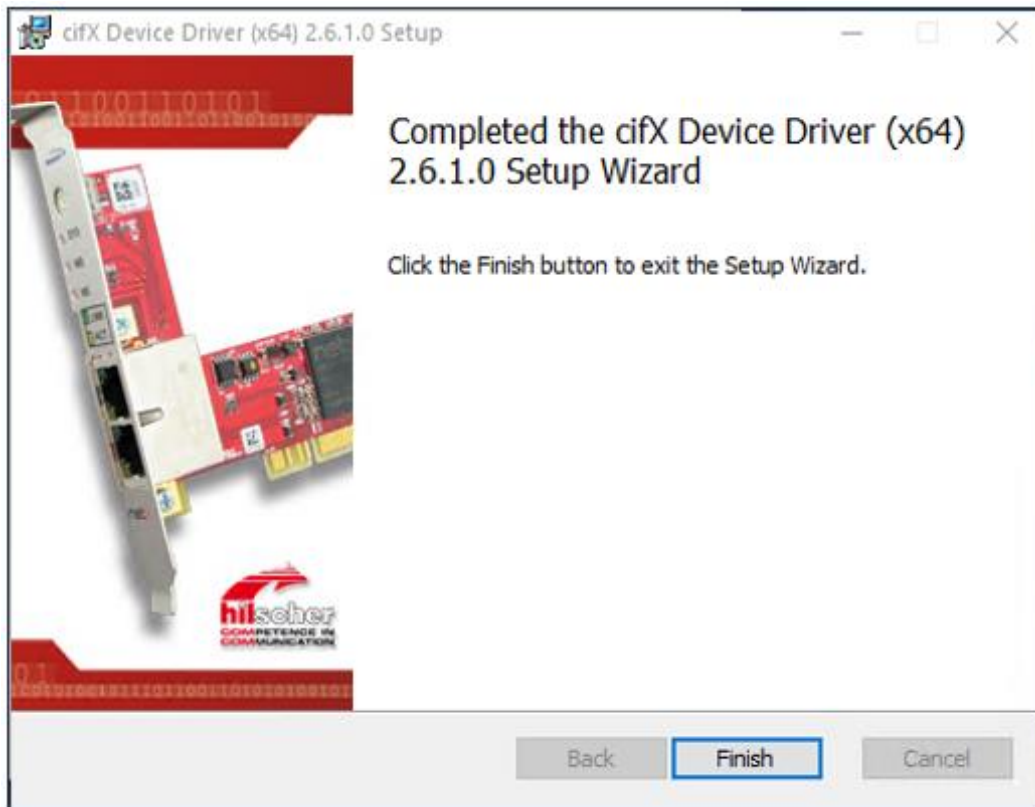 cifX Device Driver (x64) 2.6.1.0 Setup
Completed the cifX Device Driver (x64)
2.6.1.0 Setup Wizard
Click the Finish button to exit the Setup Wizard.
hilscher
COMPETENCE IN
COMMUNICATION
Back Finish Cancel